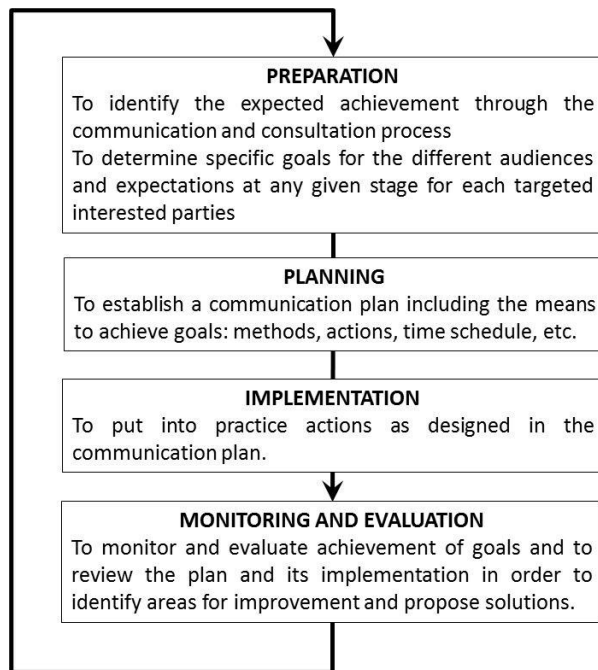 PREPARATION
To identify the expected achievement through the
communication and consultation process
To determine specific goals for the different audiences
and expectations at any given stage for each targeted
interested parties
PLANNING
To establish a communication plan including the means
to achieve goals: methods, actions, time schedule, etc.
IMPLEMENTATION
To put into practice actions as designed in the
communication plan.
MONITORING AND EVALUATION
To monitor and evaluate achievement of goals and to
review the plan and its implementation in order to
identify areas for improvement and propose solutions.